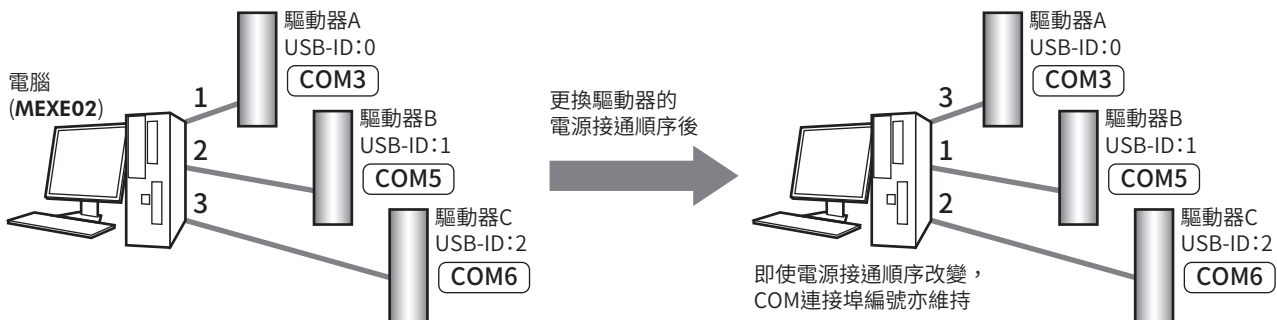 電腦
(MEXE02)
1
2
3
驅動器A
USB-ID：0
COM3
驅動器B
USB-ID：1
COM5
驅動器C
USB-ID：2
COM6
更換驅動器的
電源接通順序後
3
1
2
驅動器A
USB-ID：0
COM3
驅動器B
USB-ID：1
COM5
驅動器C
USB-ID：2
COM6
即使電源接通順序改變，
COM連接埠編號亦維持